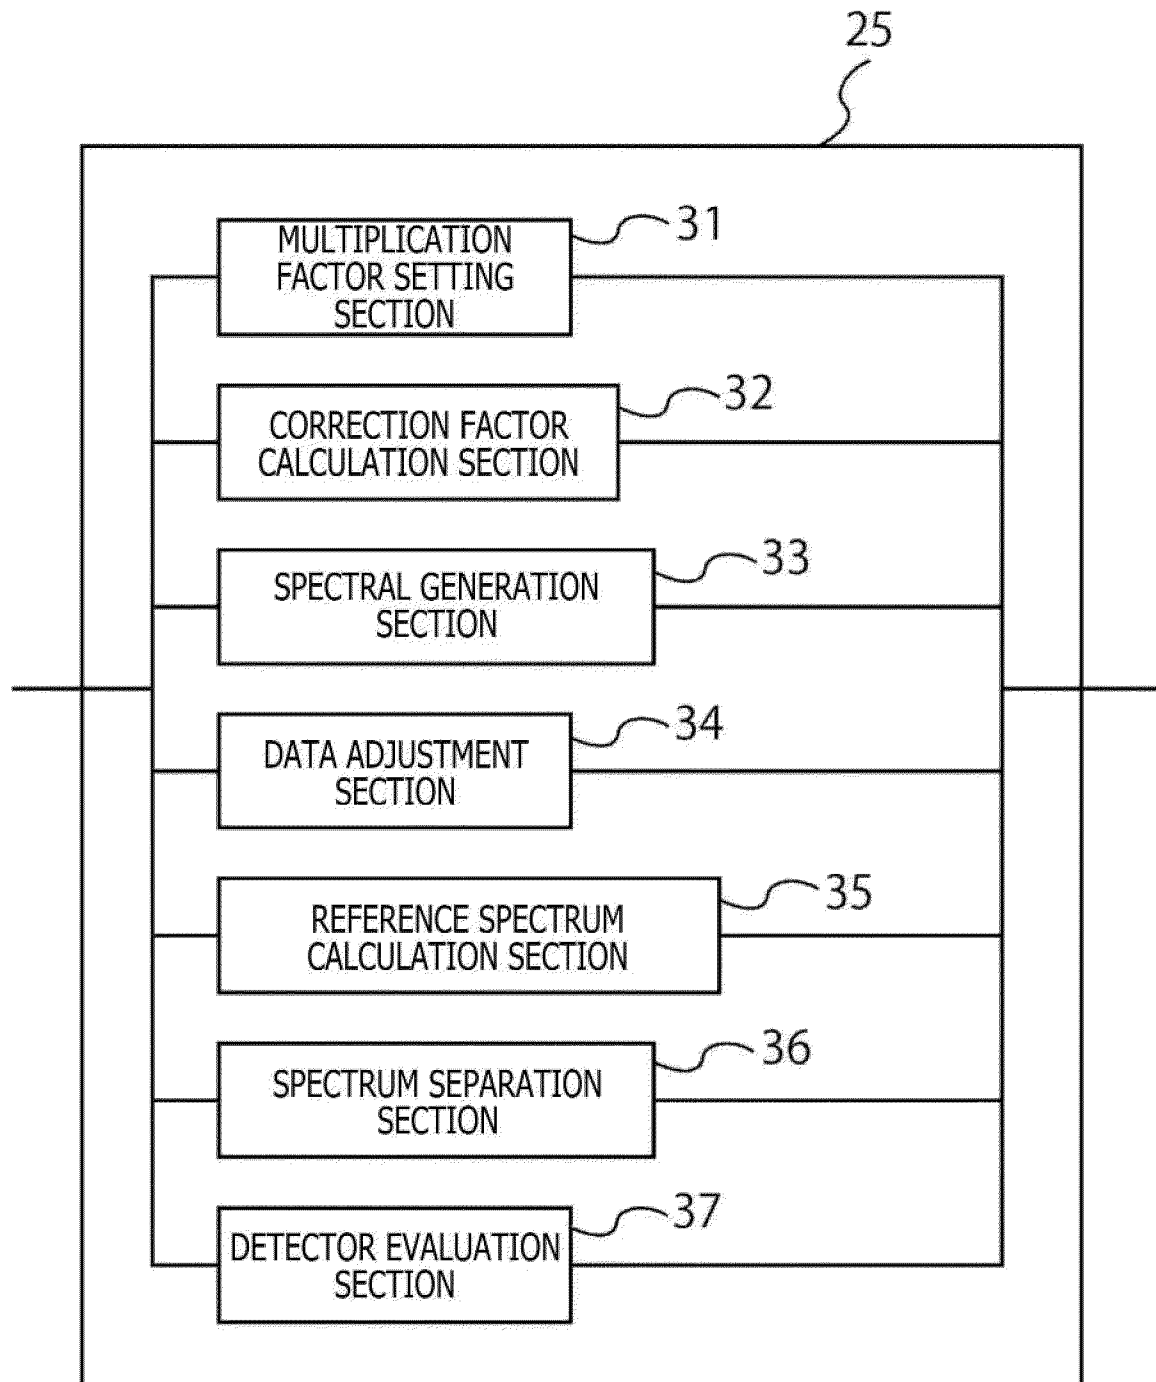 25
31
MULTIPLICATION
FACTOR SETTING
SECTION
32
CORRECTION FACTOR
CALCULATION SECTION
33
SPECTRAL GENERATION
SECTION
34
DATA ADJUSTMENT
SECTION
35
REFERENCE SPECTRUM
CALCULATION SECTION
36
SPECTRUM SEPARATION
SECTION
37
DETECTOR EVALUATION
SECTION